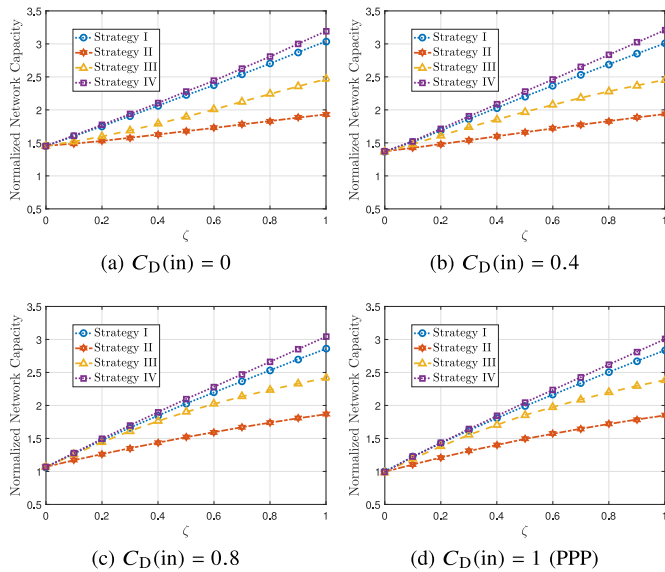 3.5
3
2.5
2
1.5
1
0.5
Normalized Network Capacity
Strategy I
Strategy II
Strategy III
Strategy IV
0 0.2 0.4 0.6 0.8 1
ζ
(a) C_D(in) = 0
3.5
3
2.5
2
1.5
1
0.5
Normalized Network Capacity
Strategy I
Strategy II
Strategy III
Strategy IV
0 0.2 0.4 0.6 0.8 1
ζ
(b) C_D(in) = 0.4
3.5
3
2.5
2
1.5
1
0.5
Normalized Network Capacity
Strategy I
Strategy II
Strategy III
Strategy IV
0 0.2 0.4 0.6 0.8 1
ζ
(c) C_D(in) = 0.8
3.5
3
2.5
2
1.5
1
0.5
Normalized Network Capacity
Strategy I
Strategy II
Strategy III
Strategy IV
0 0.2 0.4 0.6 0.8 1
ζ
(d) C_D(in) = 1 (PPP)